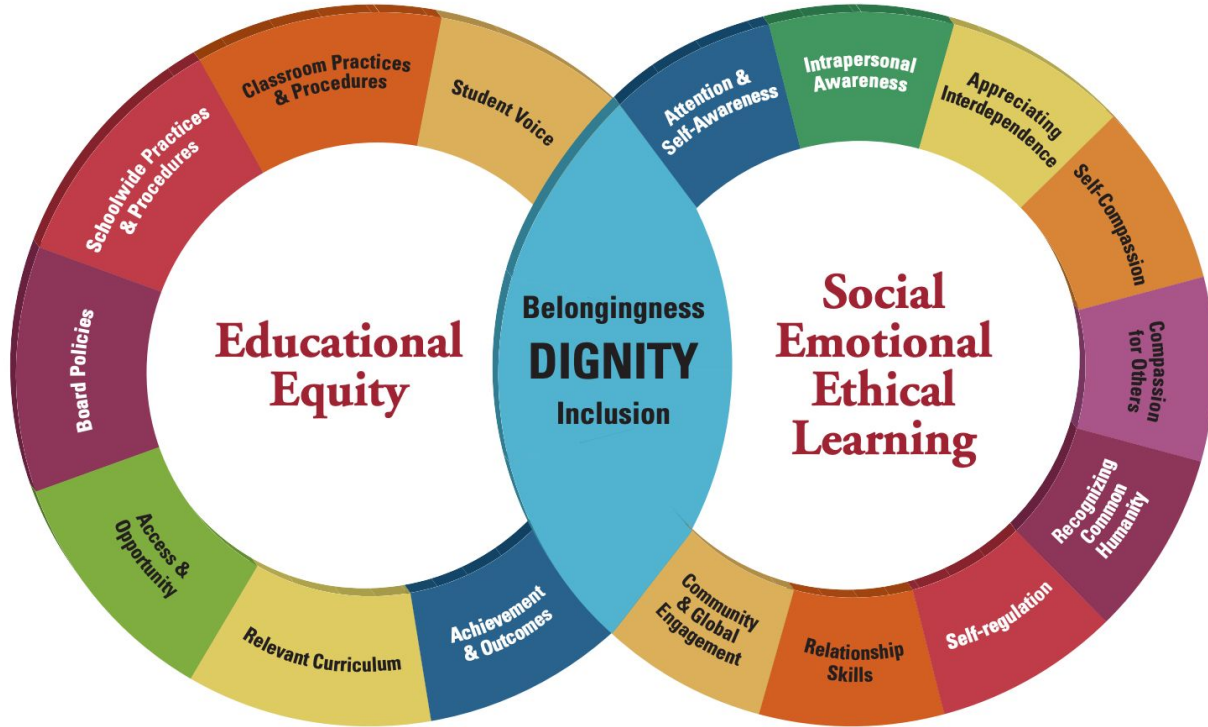 Classroom Practices
& Procedures
Student Voice
Schoolwide Practices
& Procedures
Board Policies
Access &
Opportunity
Relevant Curriculum
Achievement
& Outcomes
Educational
Equity
Belongingness
DIGNITY
Inclusion
Social
Emotional
Ethical
Learning
Attention &
Self-Awareness
Intrapersonal
Awareness
Appreciating
Interdependence
Self-Compassion
Compassion
for Others
Recognizing
Common
Humanity
Self-regulation
Relationship
Skills
Community
& Global
Engagement